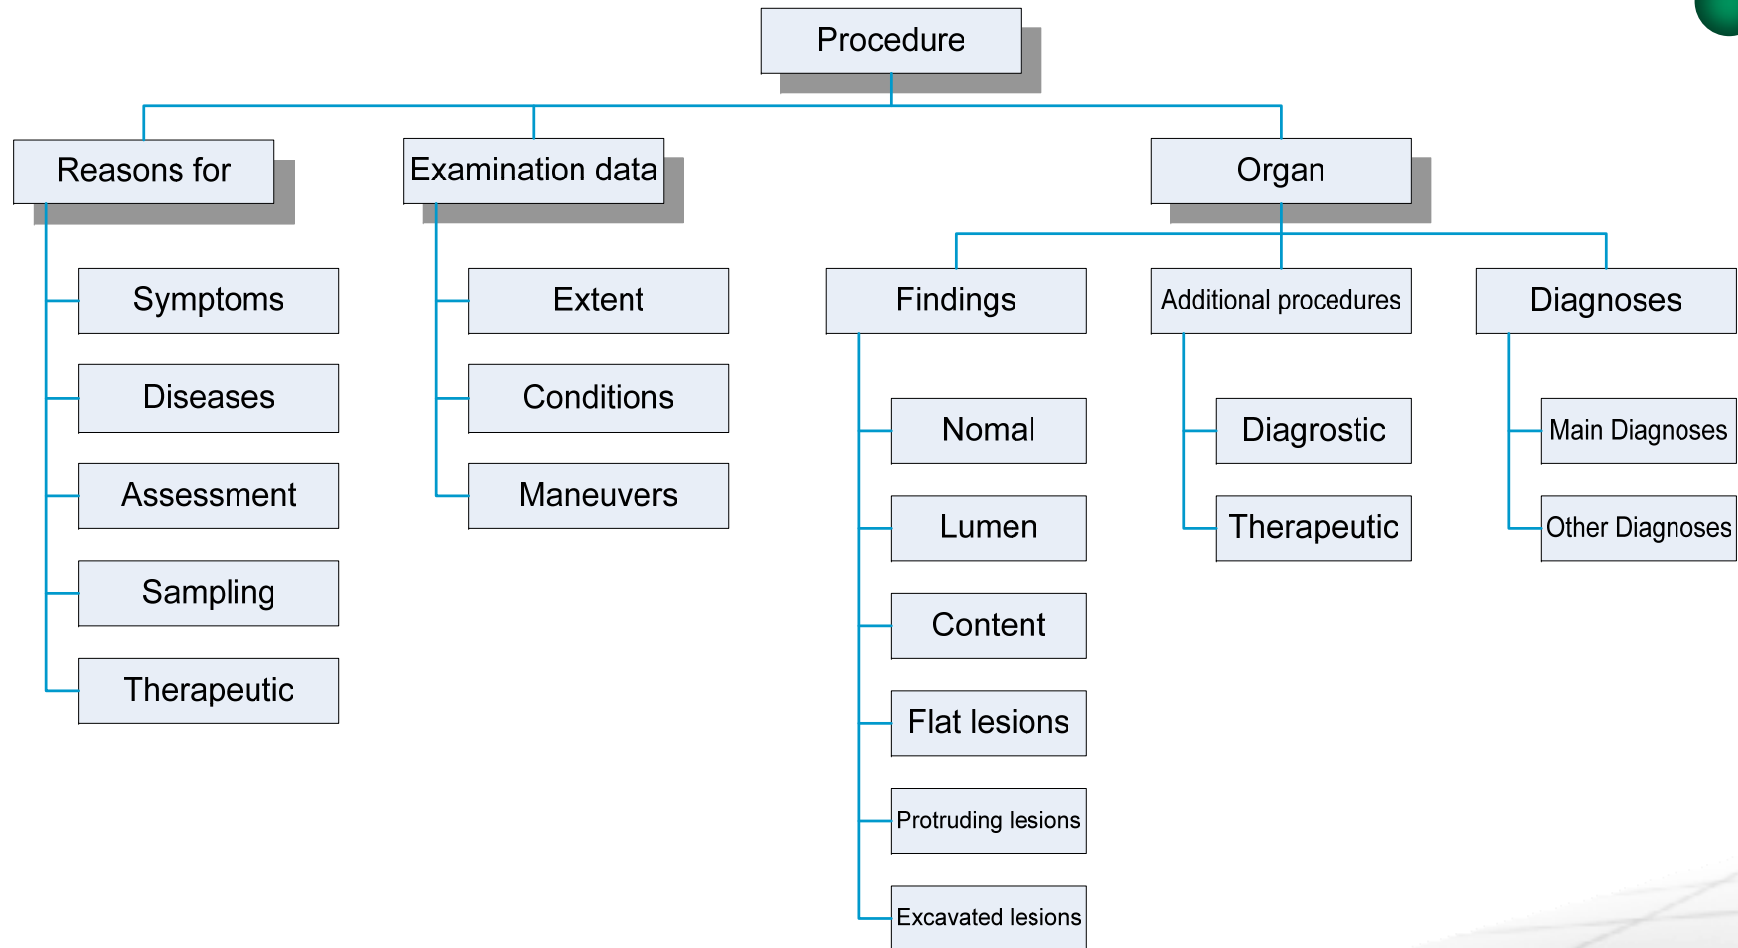 Procedure
Reasons for
Examination data
Organ
Symptoms
Diseases
Assessment
Sampling
Therapeutic
Extent
Conditions
Maneuvers
Findings
Additional procedures
Diagnoses
Nomal
Lumen
Content
Flat lesions
Protruding lesions
Excavated lesions
Diagrostic
Therapeutic
Main Diagnoses
Other Diagnoses